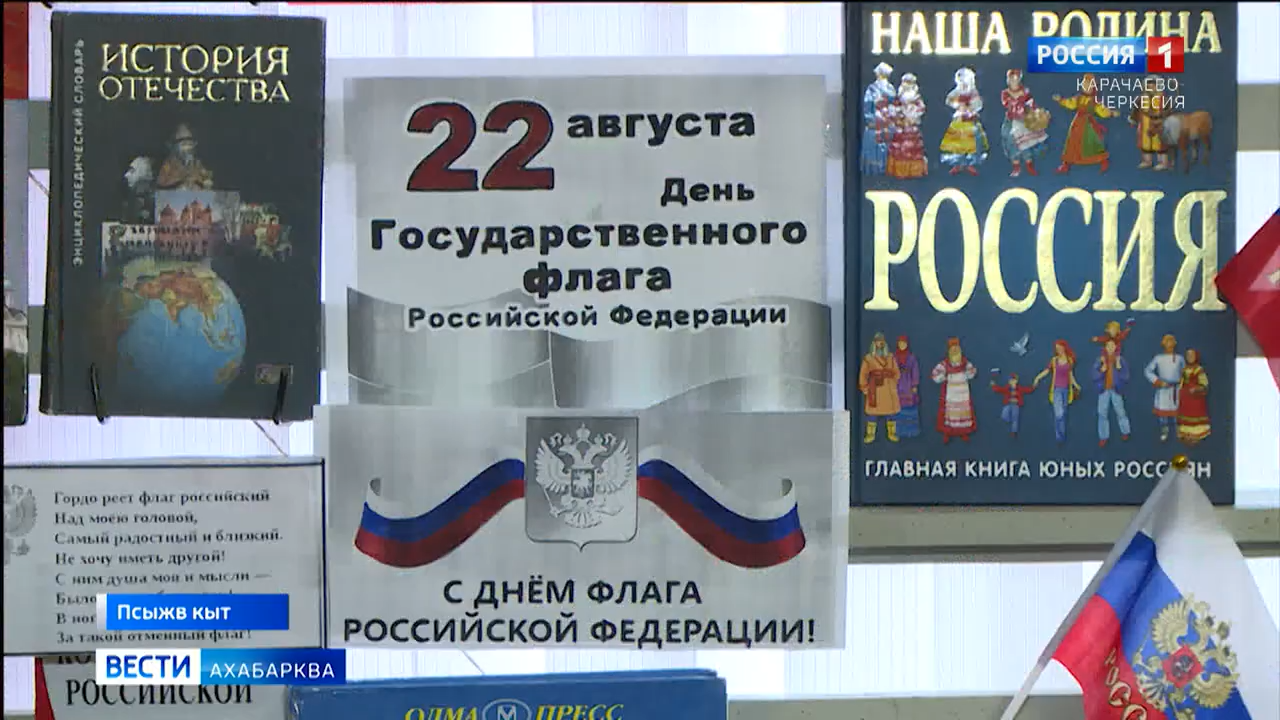 ИСТОРИЯ
ОТЕЧЕСТВА
ЭНЦИКЛОПЕДИЧЕСКИЙ СЛОВАРЬ
22 августа
День
Государственного
флага
Российской Федерации
С ДНЁМ ФЛАГА
РОССИЙСКОЙ ФЕДЕРАЦИИ!
НАША РОДИНА
РОССИЯ
ГЛАВНАЯ КНИГА ЮНЫХ РОССИЯН
РОССИЯ 1
КАРАЧАЕВО
ЧЕРКЕСИЯ
Гордо реет флаг российский
Над моею головой,
Самый радостный и близкий.
Не хочу иметь другой!
С ним душа моя и мысли —
За такой отменный флаг!
Псыжв кыт
ВЕСТИ АХАБАРКВА
РОССИЙСКОЙ
ОЛМА М ПРЕСС